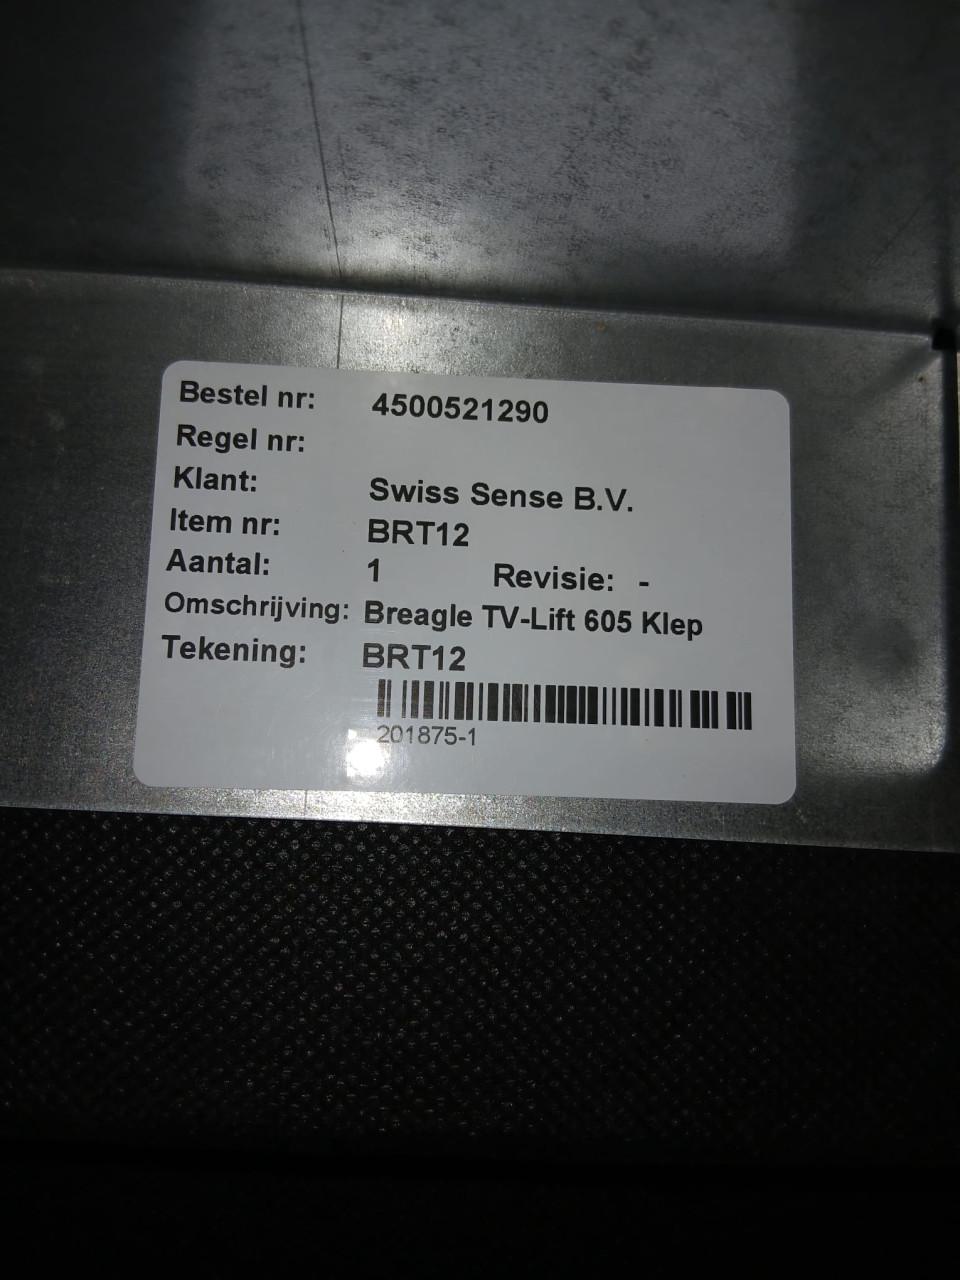 Bestel nr: 4500521290
Regel nr:
Klant: Swiss Sense B.V.
Item nr: BRT12
Aantal: 1 Revisie: -
Omschrijving: Breagle TV-Lift 605 Klep
Tekening: BRT12
201875-1